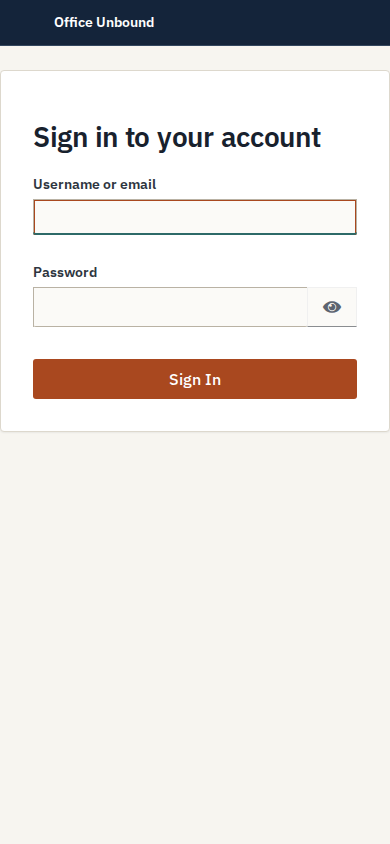 Office Unbound
Sign in to your account
Username or email
Password
Sign In